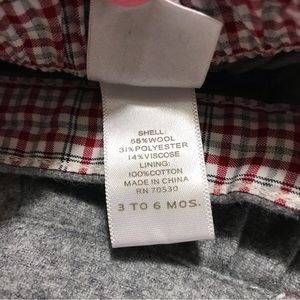 SHELL:
55%WOOL
31%POLYESTER
14%VISCOSE
LINING:
100%COTTON
MADE IN CHINA
RN 70530
3 TO 6 MOS.